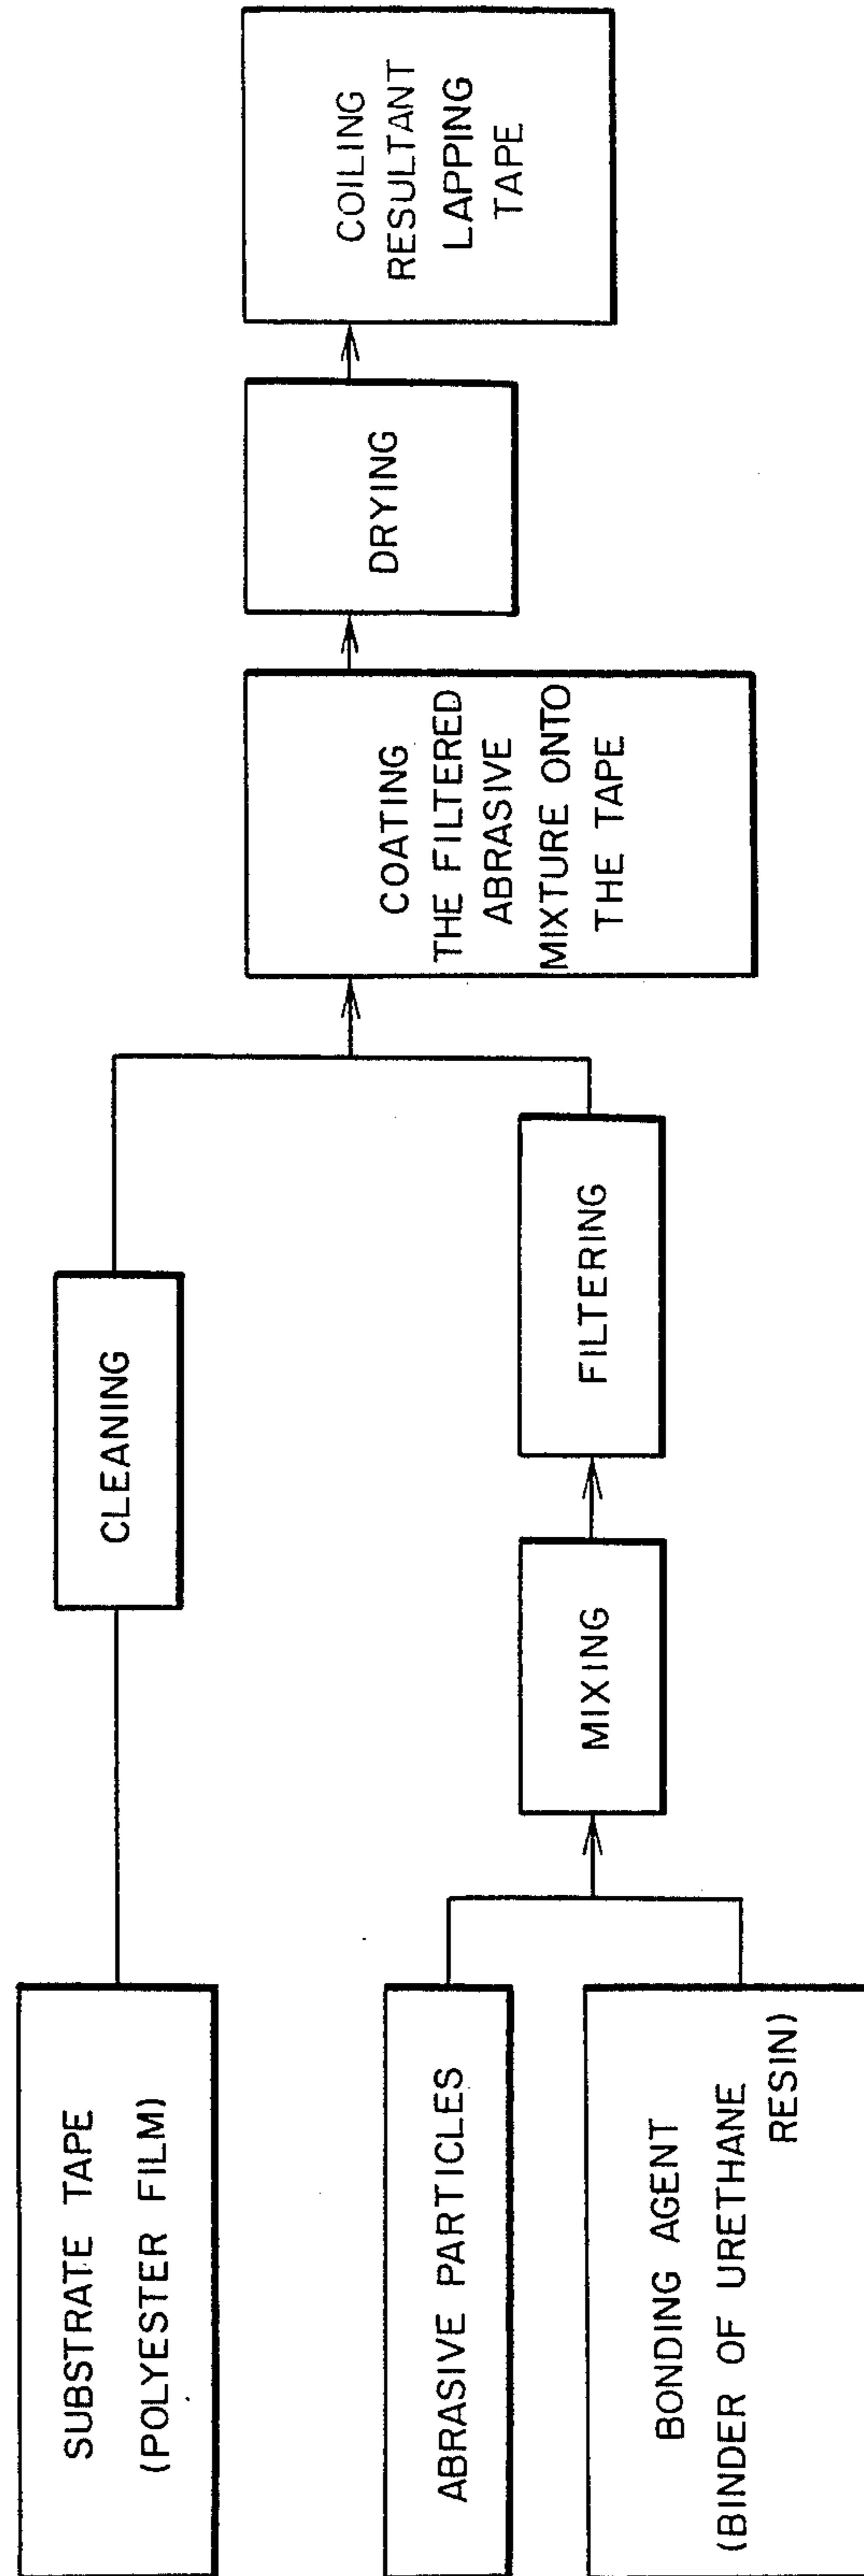 SUBSTRATE TAPE
(POLYESTER FILM)
CLEANING
ABRASIVE PARTICLES
BONDING AGENT
(BINDER OF URETHANE
RESIN)
MIXING
FILTERING
COATING
THE FILTERED
ABRASIVE
MIXTURE ONTO
THE TAPE
DRYING
COILING
RESULTANT
LAPPING
TAPE